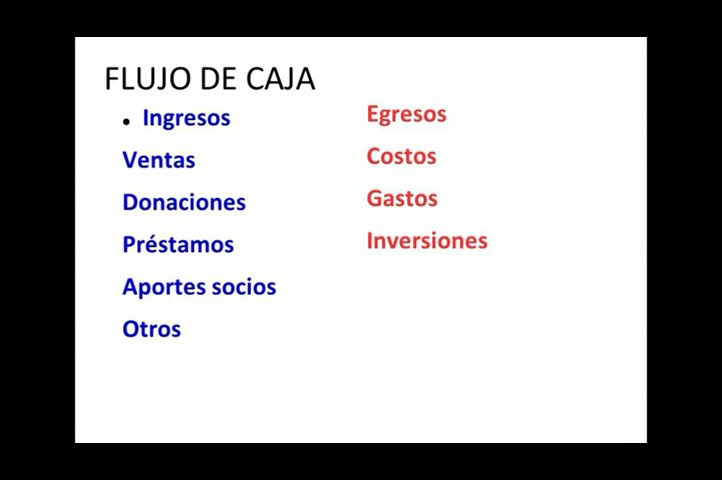 FLUJO DE CAJA
• Ingresos
Ventas
Donaciones
Préstamos
Aportes socios
Otros
Egresos
Costos
Gastos
Inversiones